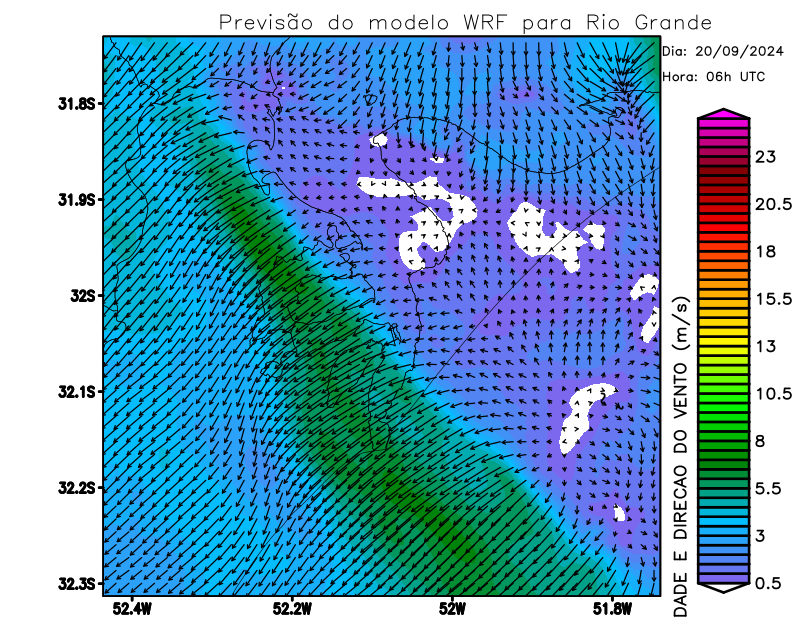 Previsão do modelo WRF para Rio Grande
Dia: 20/09/2024
Hora: 06h UTC
31.8S
31.9S
32S
32.1S
32.2S
32.3S
52.4W
52.2W
52W
51.8W
DADE E DIRECAO DO VENTO (m/s)
23
20.5
18
15.5
13
10.5
8
5.5
3
0.5